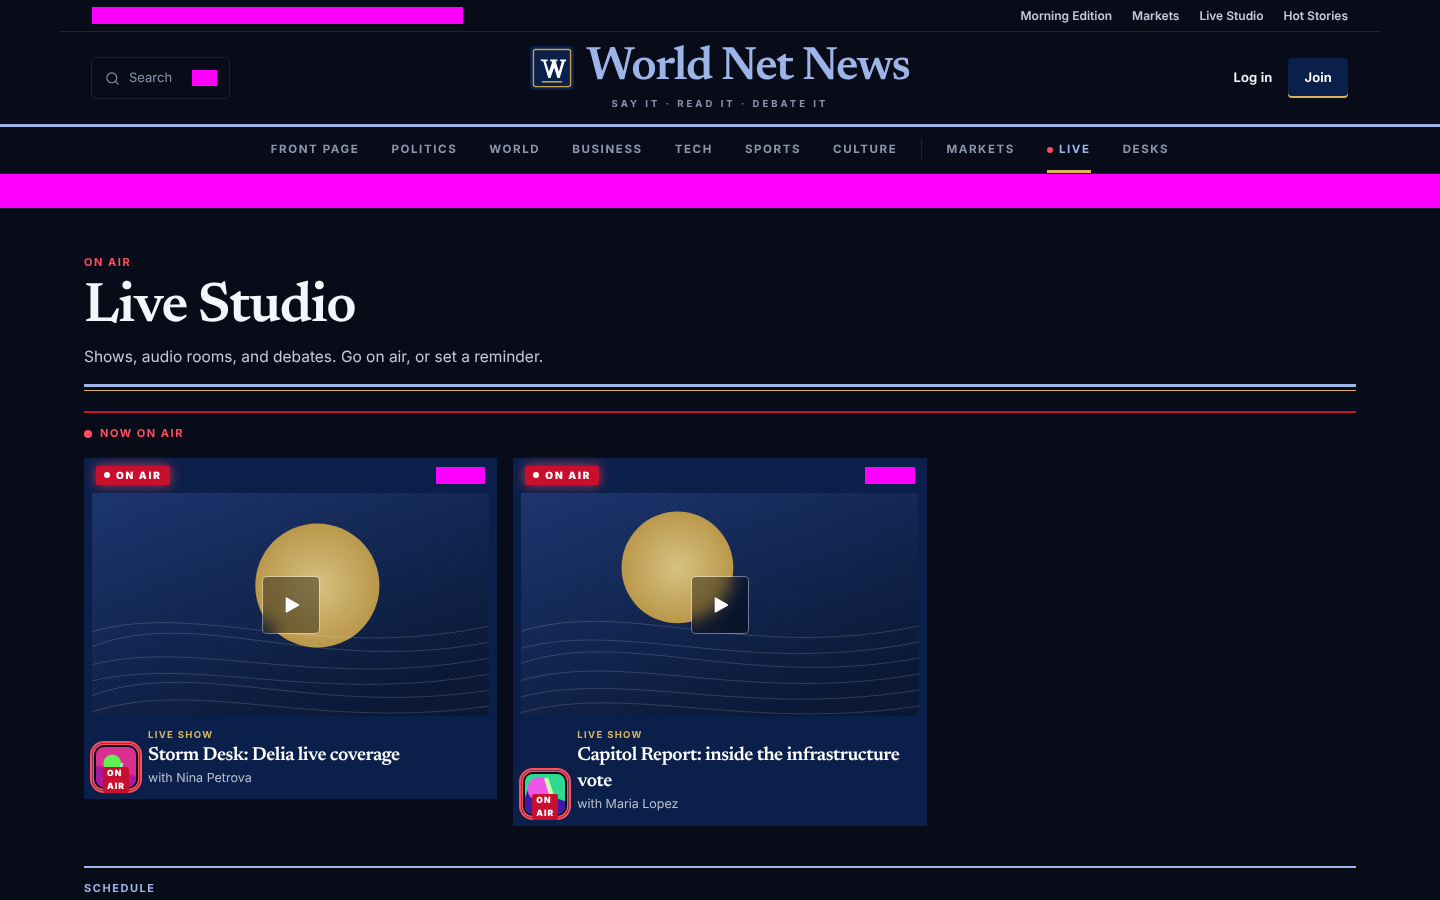 Morning Edition Markets Live Studio Hot Stories
Search
W World Net News
SAY IT · READ IT · DEBATE IT
Log in Join
FRONT PAGE POLITICS WORLD BUSINESS TECH SPORTS CULTURE MARKETS LIVE DESKS
ON AIR
Live Studio
Shows, audio rooms, and debates. Go on air, or set a reminder.
NOW ON AIR
ON AIR
LIVE SHOW
Storm Desk: Delia live coverage
with Nina Petrova
ON
AIR
ON AIR
LIVE SHOW
Capitol Report: inside the infrastructure
vote
with Maria Lopez
ON
AIR
SCHEDULE